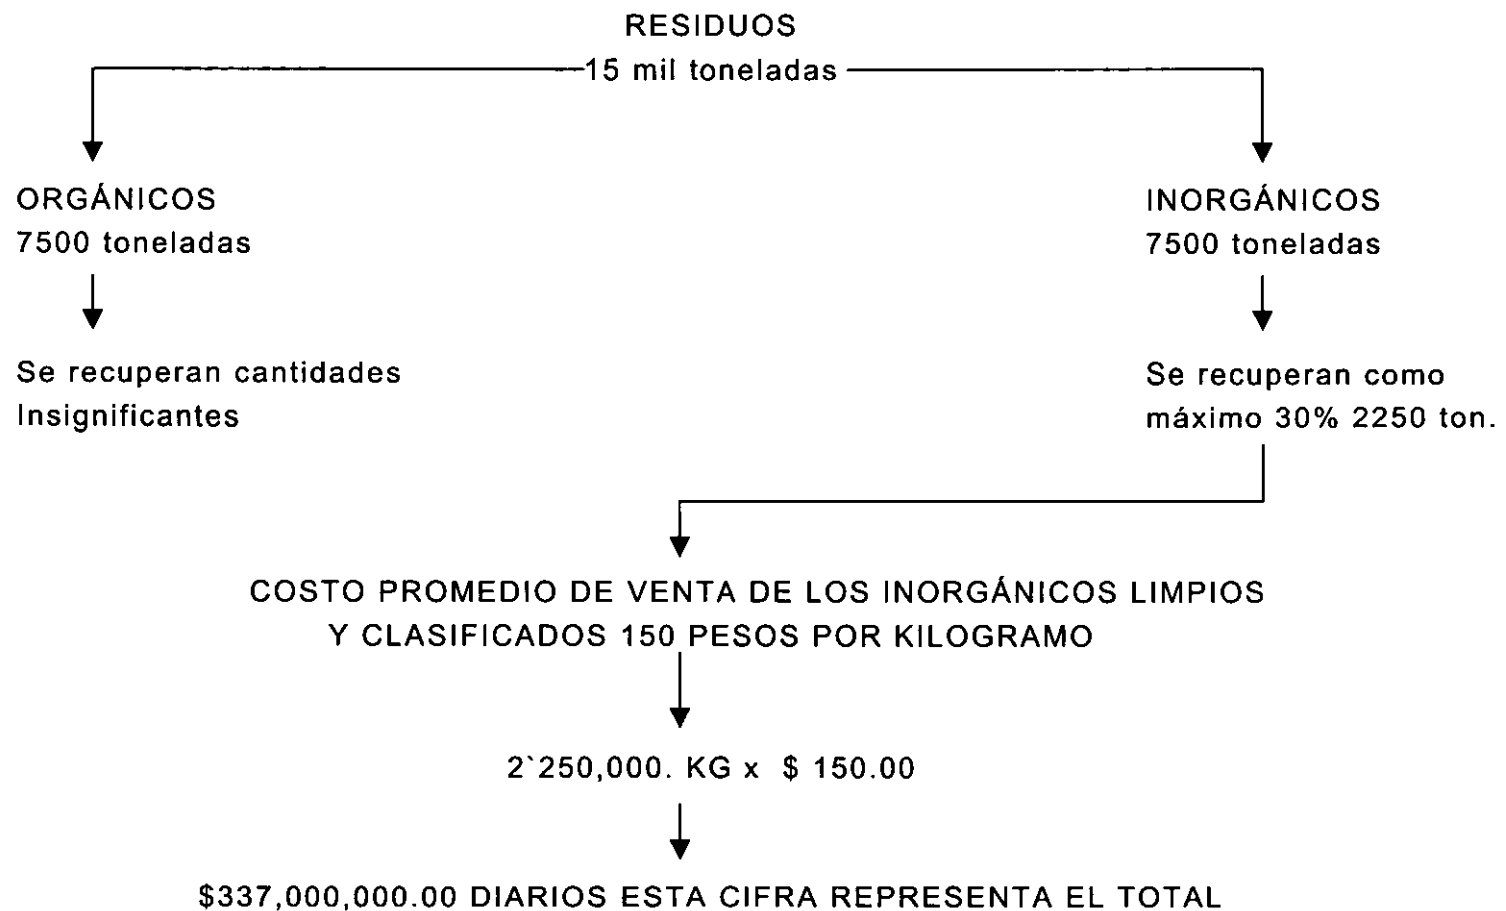 RESIDUOS
15 mil toneladas
ORGÁNICOS
7500 toneladas
INORGÁNICOS
7500 toneladas
Se recuperan cantidades
Insignificantes
Se recuperan como
máximo 30% 2250 ton.
COSTO PROMEDIO DE VENTA DE LOS INORGÁNICOS LIMPIOS
Y CLASIFICADOS 150 PESOS POR KILOGRAMO
2`250,000. KG x $ 150.00
$337,000,000.00 DIARIOS ESTA CIFRA REPRESENTA EL TOTAL